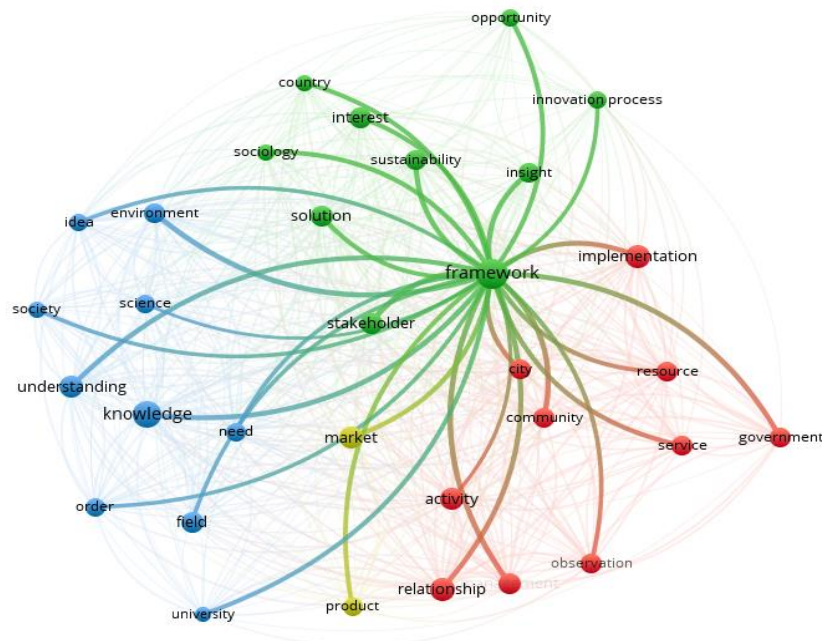 opportunity
country
innovation process
interest
sociology
sustainability
insight
idea
environment
solution
implementation
framework
society
science
stakeholder
city
resource
understanding
knowledge
community
need
market
government
service
activity
order
field
observation
relationship
product
university